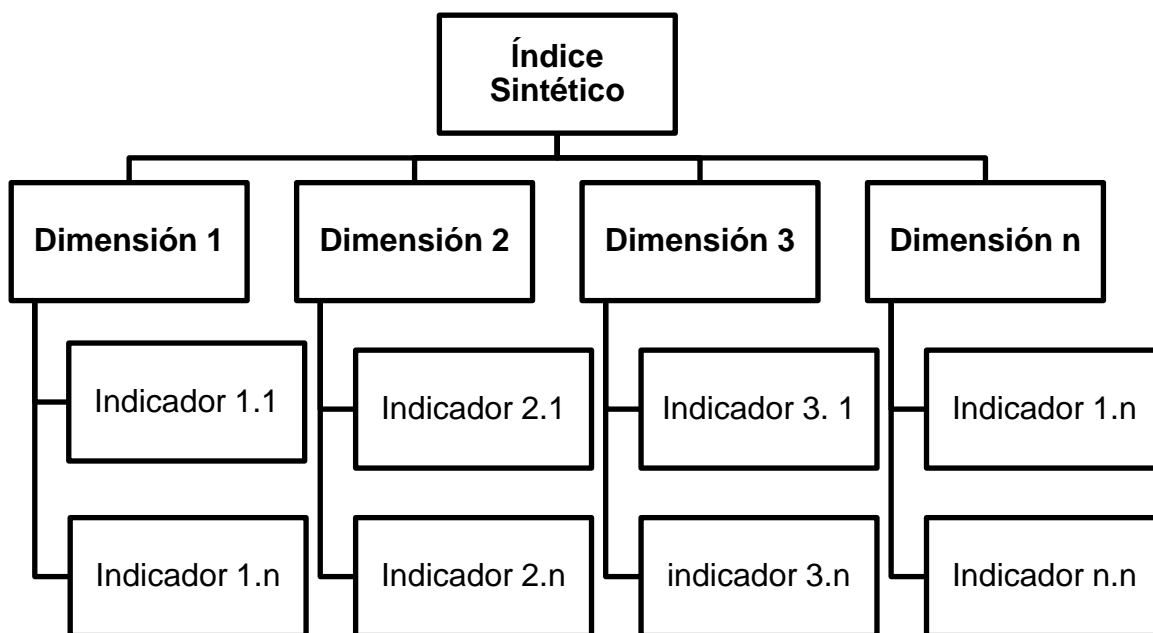 Índice
Sintético
Dimensión 1
Dimensión 2
Dimensión 3
Dimensión n
Indicador 1.1
Indicador 2.1
Indicador 3. 1
Indicador 1.n
Indicador 1.n
Indicador 2.n
indicador 3.n
Indicador n.n